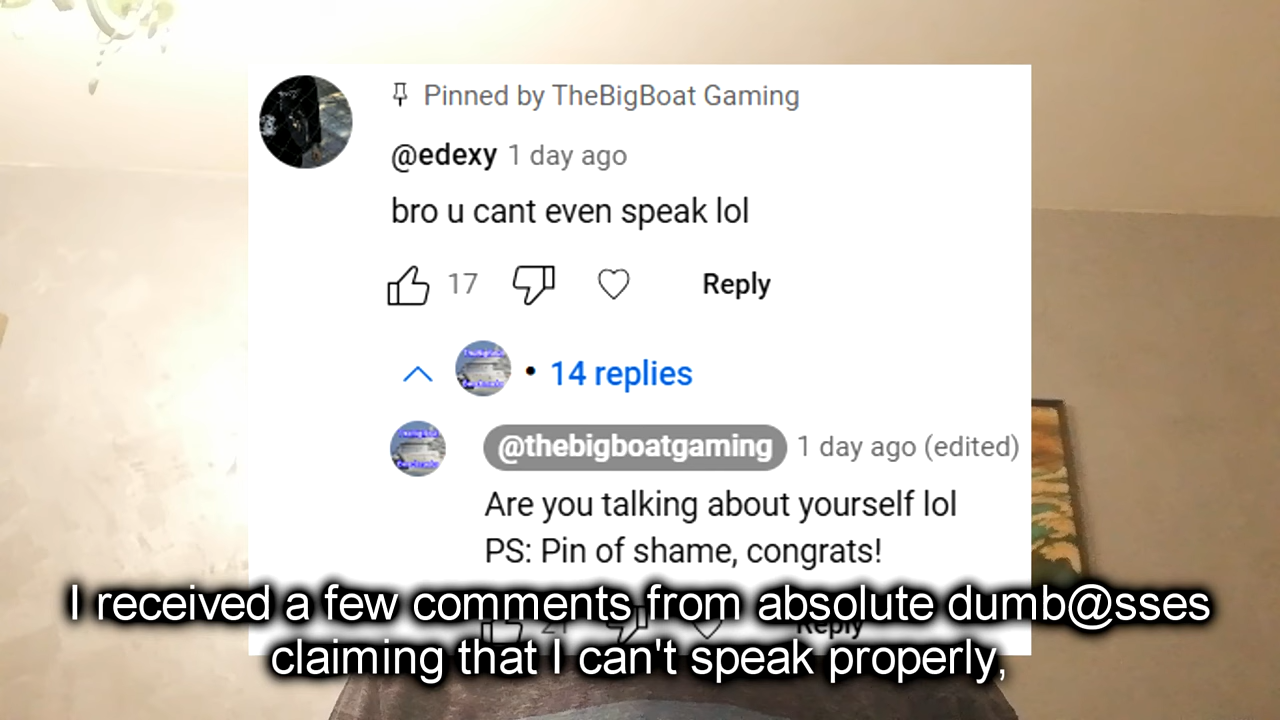 Pinned by TheBigBoat Gaming
@edexy 1 day ago
bro u cant even speak lol
17
Reply
14 replies
@thebigboatgaming 1 day ago (edited)
Are you talking about yourself lol
PS: Pin of shame, congrats!
21 Reply
I received a few comments from absolute dumb@sses
claiming that I can't speak properly,